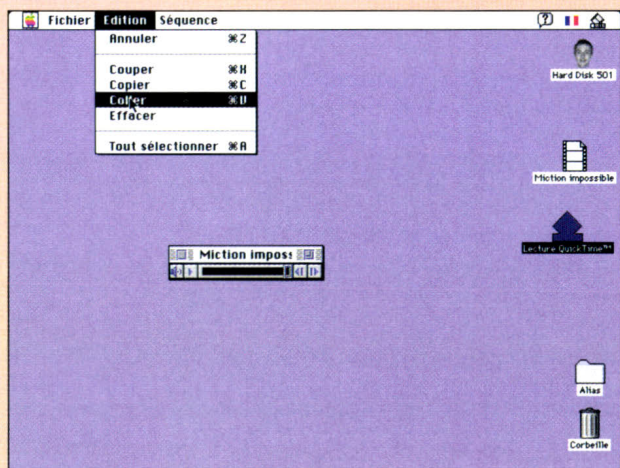 Fichier Edition Séquence
Annuler ⌘Z
Couper ⌘X
Copier ⌘C
Coller ⌘V
Effacer
Tout sélectionner ⌘A
Hard Disk 501
Miction impossible
Lecture QuickTime™
Miction imposs
Alias
Corbeille